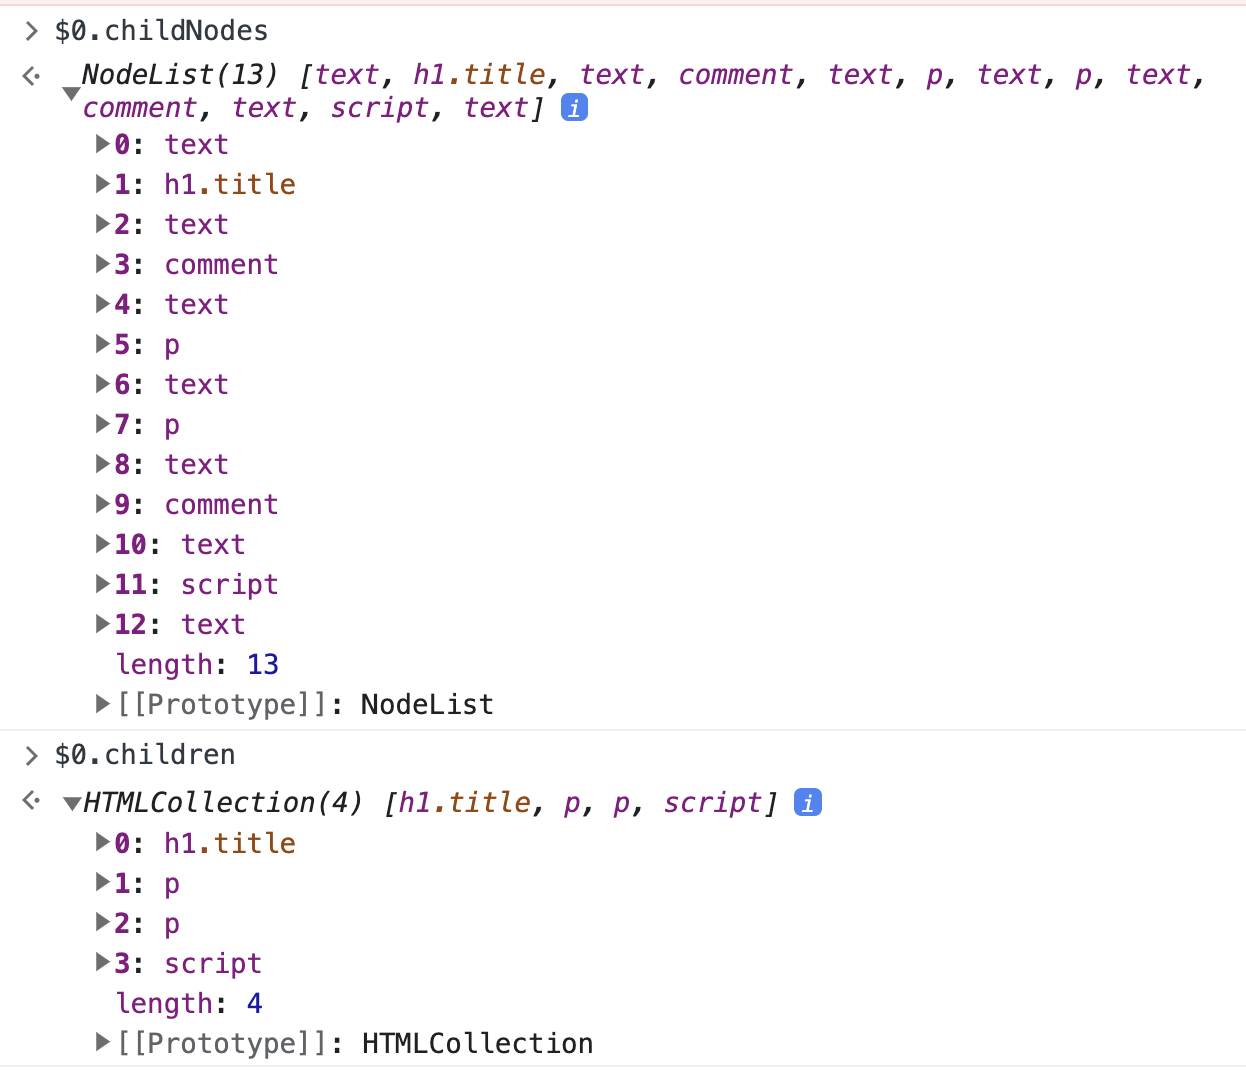 $0.childNodes
NodeList(13) [text, h1.title, text, comment, text, p, text, p, text,
comment, text, script, text] i
0: text
1: h1.title
2: text
3: comment
4: text
5: p
6: text
7: p
8: text
9: comment
10: text
11: script
12: text
length: 13
[[Prototype]]: NodeList
$0.children
HTMLCollection(4) [h1.title, p, p, script] i
0: h1.title
1: p
2: p
3: script
length: 4
[[Prototype]]: HTMLCollection